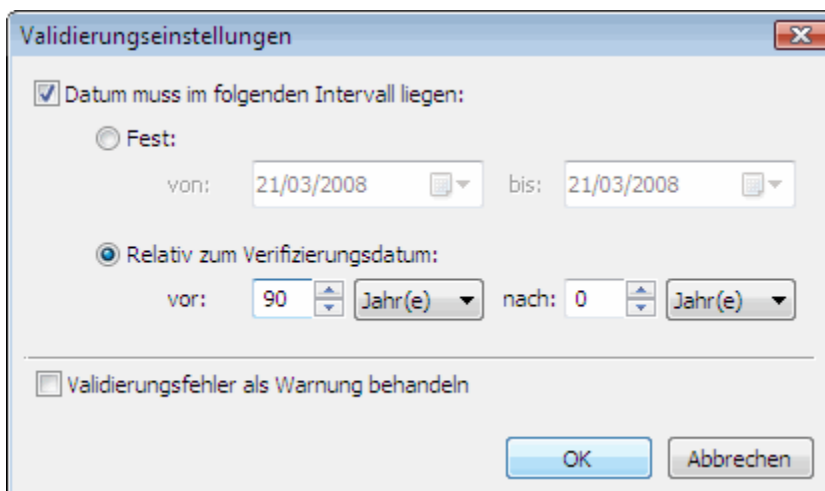 Validierungseinstellungen
Datum muss im folgenden Intervall liegen:
Fest:
von: 21/03/2008 bis: 21/03/2008
Relativ zum Verifizierungsdatum:
vor: 90 Jahr(e) nach: 0 Jahr(e)
Validierungsfehler als Warnung behandeln
OK Abbrechen